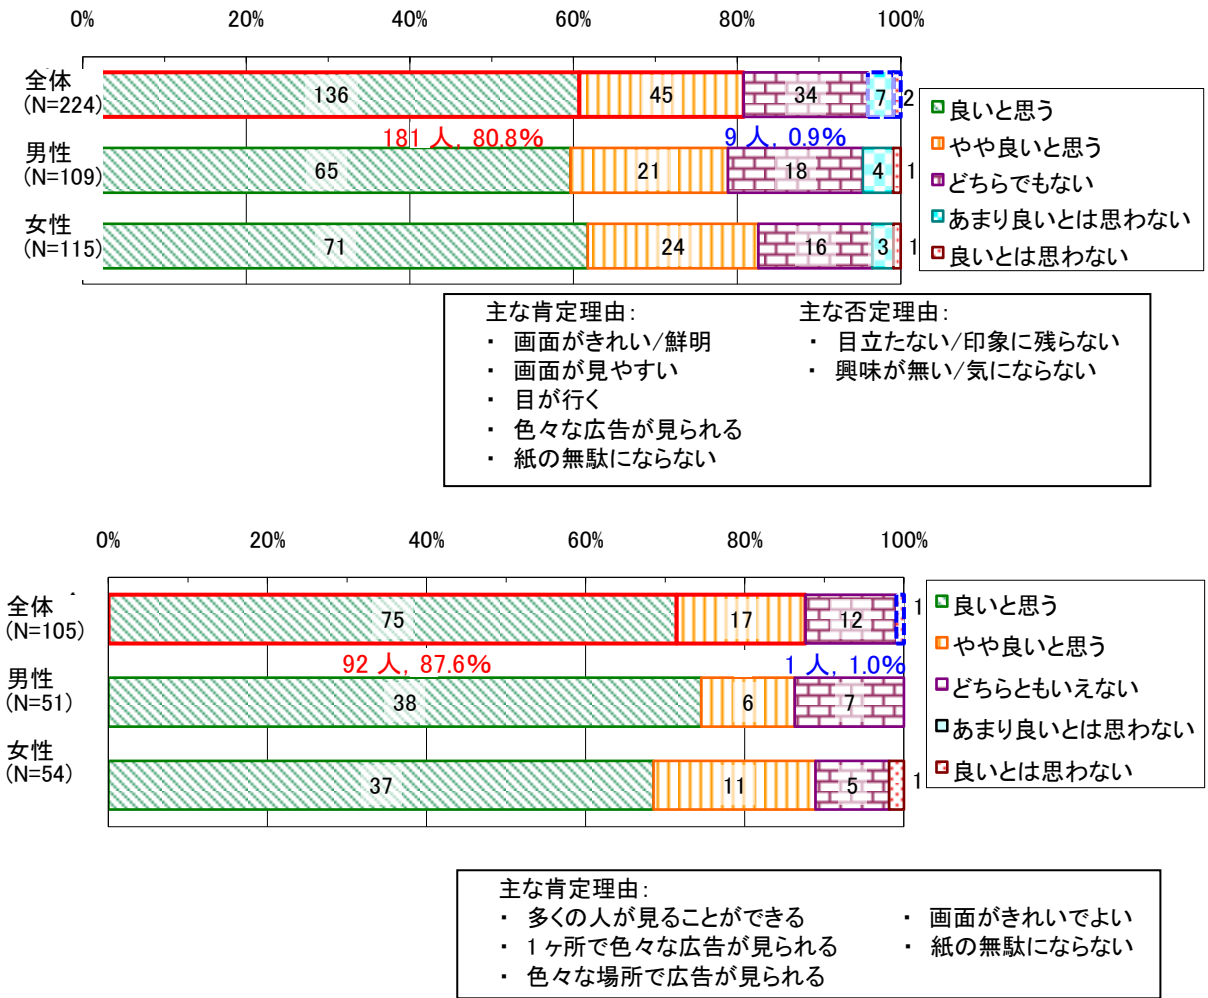 0% 20% 40% 60% 80% 100%
全体
(N=224)
136 45 34 7 2
181 人, 80.8% 9 人, 0.9%
男性
(N=109)
65 21 18 4 1
女性
(N=115)
71 24 16 3 1
良いと思う
やや良いと思う
どちらでもない
あまり良いとは思わない
良いとは思わない
主な肯定理由:
・ 画面がきれい/鮮明
・ 画面が見やすい
・ 目が行く
・ 色々な広告が見られる
・ 紙の無駄にならない
主な否定理由:
・ 目立たない/印象に残らない
・ 興味が無い/気にならない
0% 20% 40% 60% 80% 100%
全体
(N=105)
75 17 12 1
92 人, 87.6% 1 人, 1.0%
男性
(N=51)
38 6 7
女性
(N=54)
37 11 5 1
良いと思う
やや良いと思う
どちらともいえない
あまり良いとは思わない
良いとは思わない
主な肯定理由:
・ 多くの人が見ることができる
・ 1ヶ所で色々な広告が見られる
・ 色々な場所で広告が見られる
・ 画面がきれいでよい
・ 紙の無駄にならない